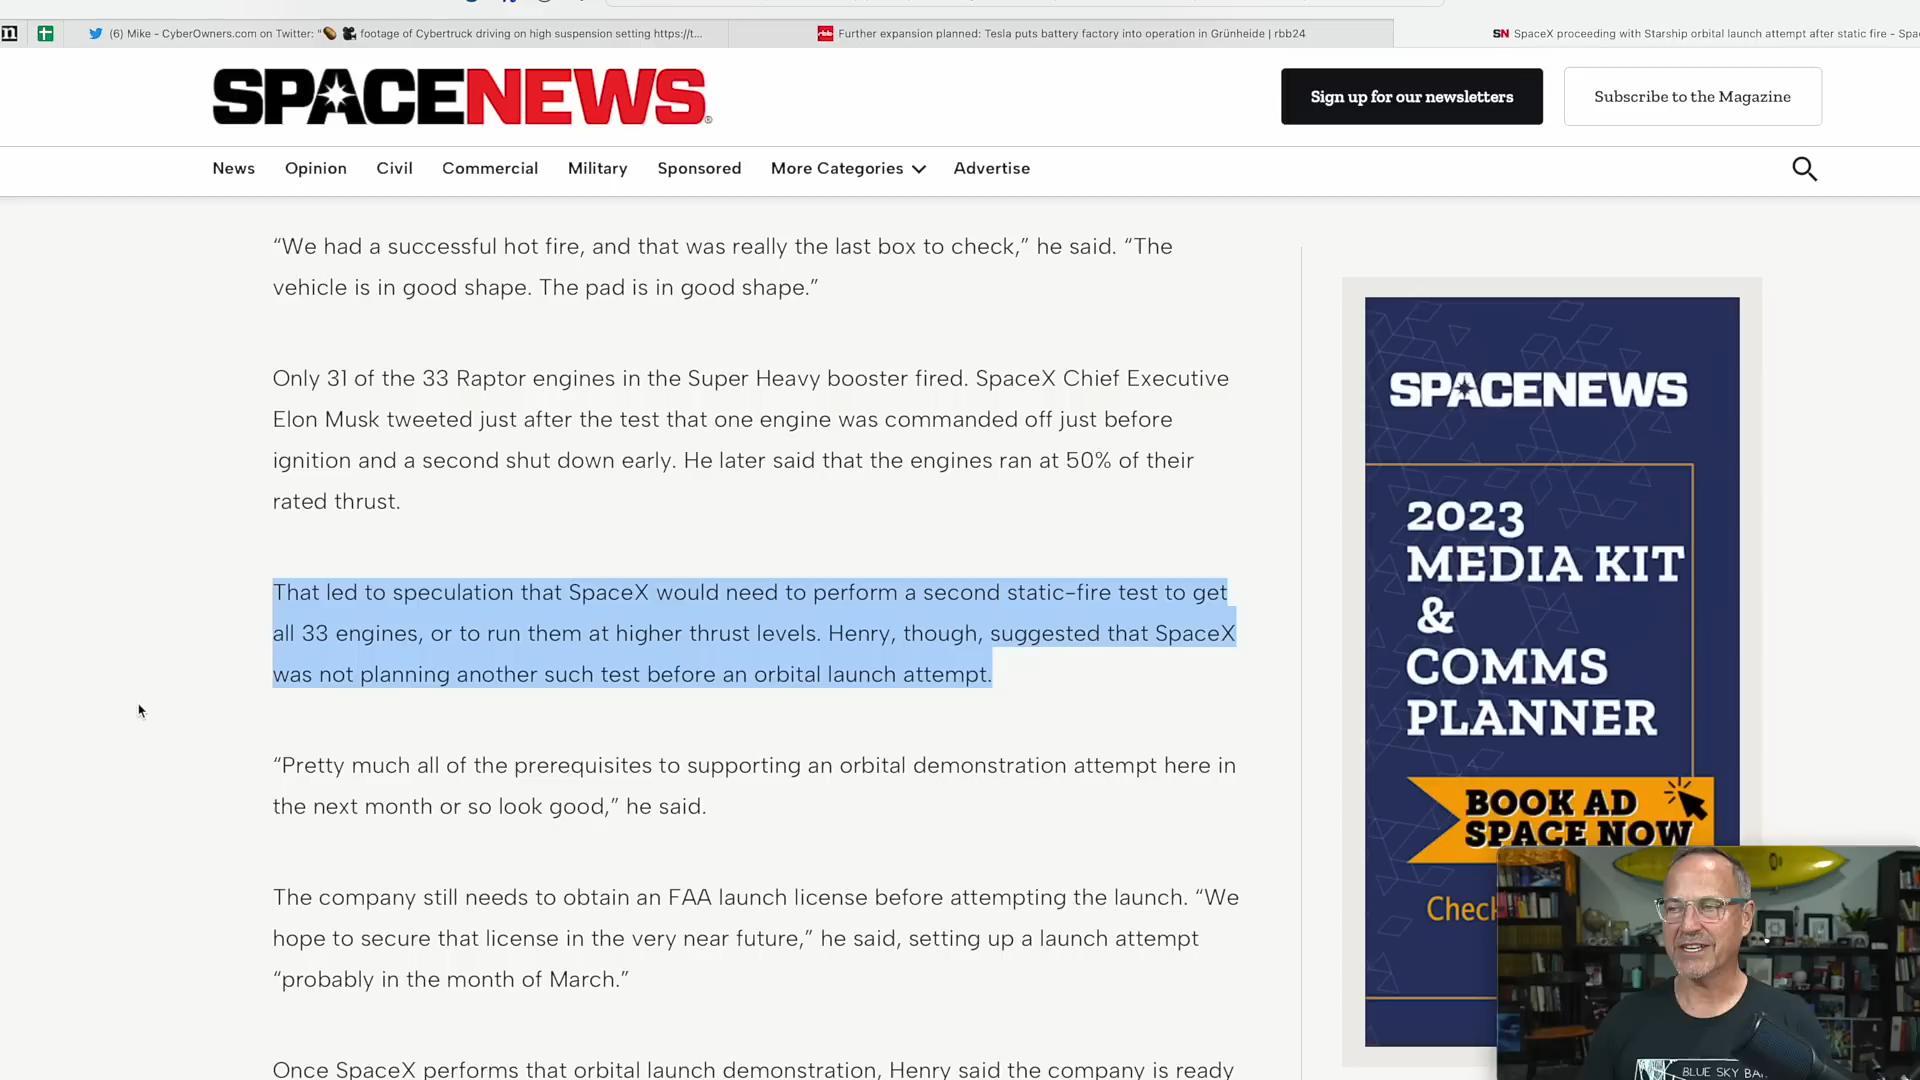 (6) Mike - CyberOwners.com on Twitter: "🥔 🎥 footage of Cybertruck driving on high suspension setting https://t...
Further expansion planned: Tesla puts battery factory into operation in Grünheide | rbb24
SN SpaceX proceeding with Starship orbital launch attempt after static fire - Spac
SPACENEWS®
Sign up for our newsletters
Subscribe to the Magazine
News Opinion Civil Commercial Military Sponsored More Categories Advertise
“We had a successful hot fire, and that was really the last box to check,” he said. “The
vehicle is in good shape. The pad is in good shape.”
Only 31 of the 33 Raptor engines in the Super Heavy booster fired. SpaceX Chief Executive
Elon Musk tweeted just after the test that one engine was commanded off just before
ignition and a second shut down early. He later said that the engines ran at 50% of their
rated thrust.
That led to speculation that SpaceX would need to perform a second static-fire test to get
all 33 engines, or to run them at higher thrust levels. Henry, though, suggested that SpaceX
was not planning another such test before an orbital launch attempt.
“Pretty much all of the prerequisites to supporting an orbital demonstration attempt here in
the next month or so look good,” he said.
The company still needs to obtain an FAA launch license before attempting the launch. “We
hope to secure that license in the very near future,” he said, setting up a launch attempt
“probably in the month of March.”
Once SpaceX performs that orbital launch demonstration, Henry said the company is ready
SPACENEWS
2023
MEDIA KIT
&
COMMS
PLANNER
BOOK AD
SPACE NOW
Check
BLUE SKY BA